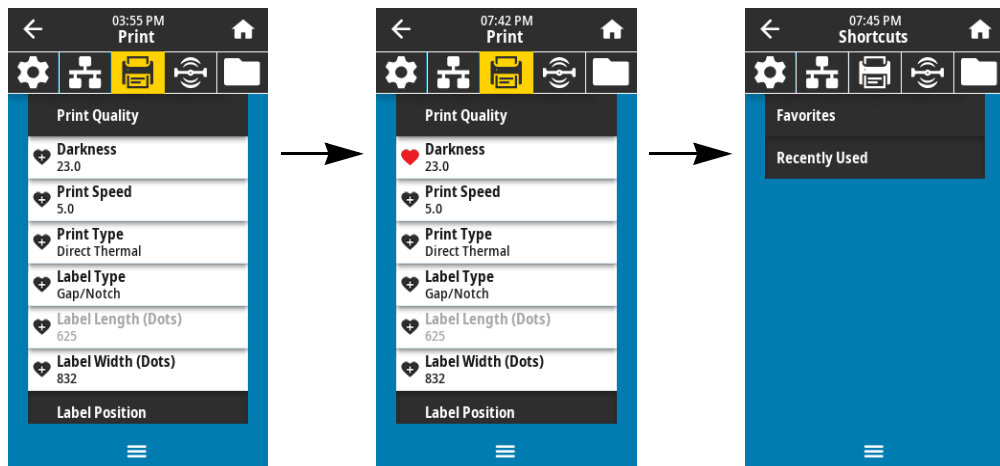 03:55 PM
Print
Print Quality
Darkness
23.0
Print Speed
5.0
Print Type
Direct Thermal
Label Type
Gap/Notch
Label Length (Dots)
625
Label Width (Dots)
832
Label Position
07:42 PM
Print
Print Quality
Darkness
23.0
Print Speed
5.0
Print Type
Direct Thermal
Label Type
Gap/Notch
Label Length (Dots)
625
Label Width (Dots)
832
Label Position
07:45 PM
Shortcuts
Favorites
Recently Used